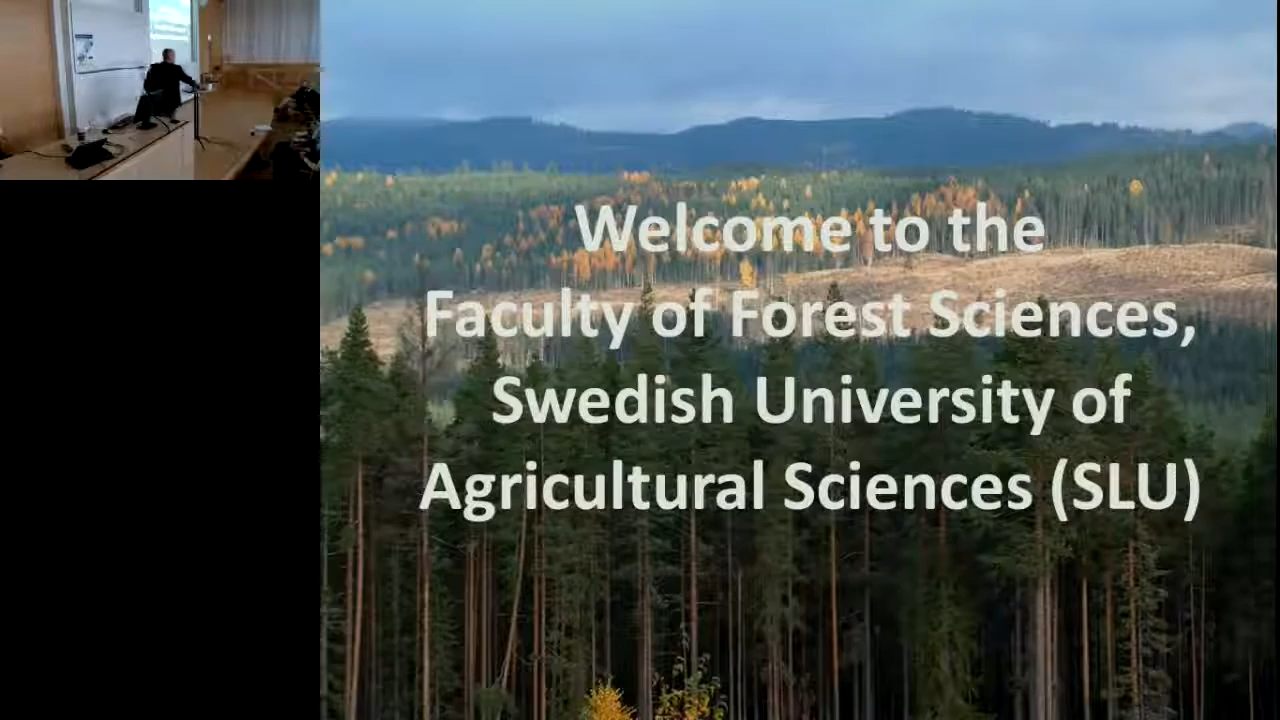 Welcome to the
Faculty of Forest Sciences,
Swedish University of
Agricultural Sciences (SLU)